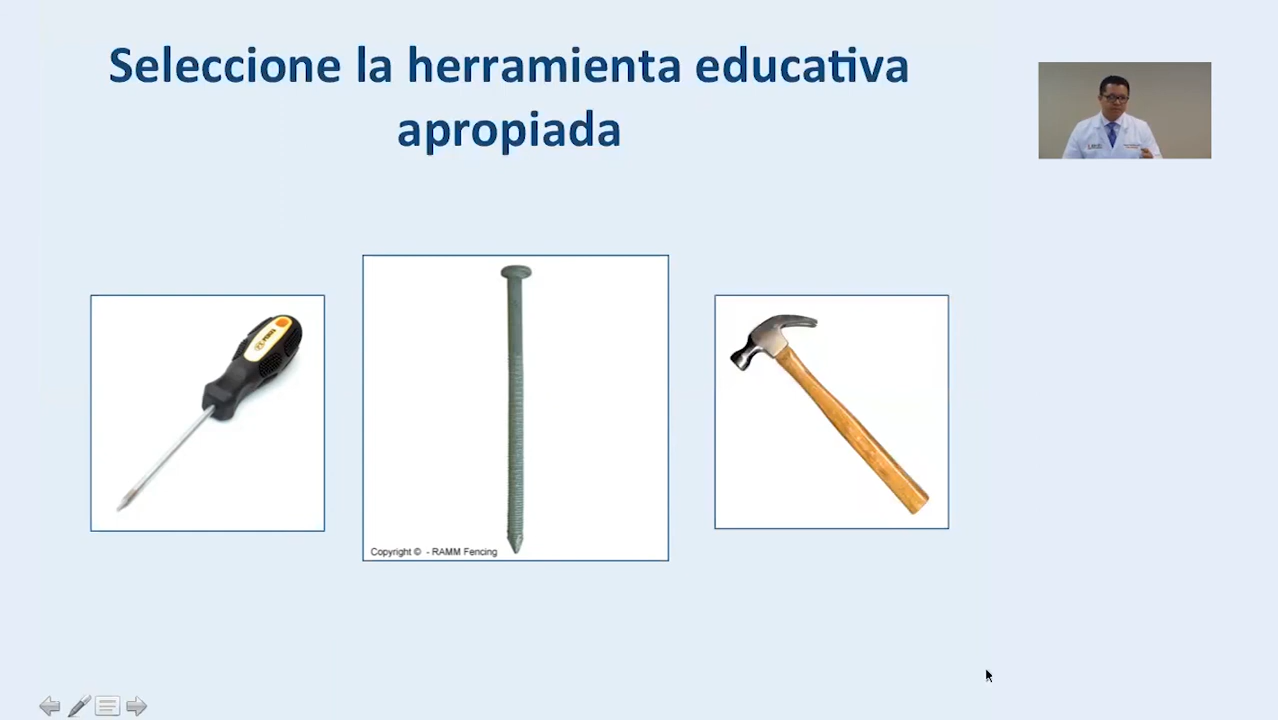 Seleccione la herramienta educativa
apropiada
Copyright © - RAMM Fencing